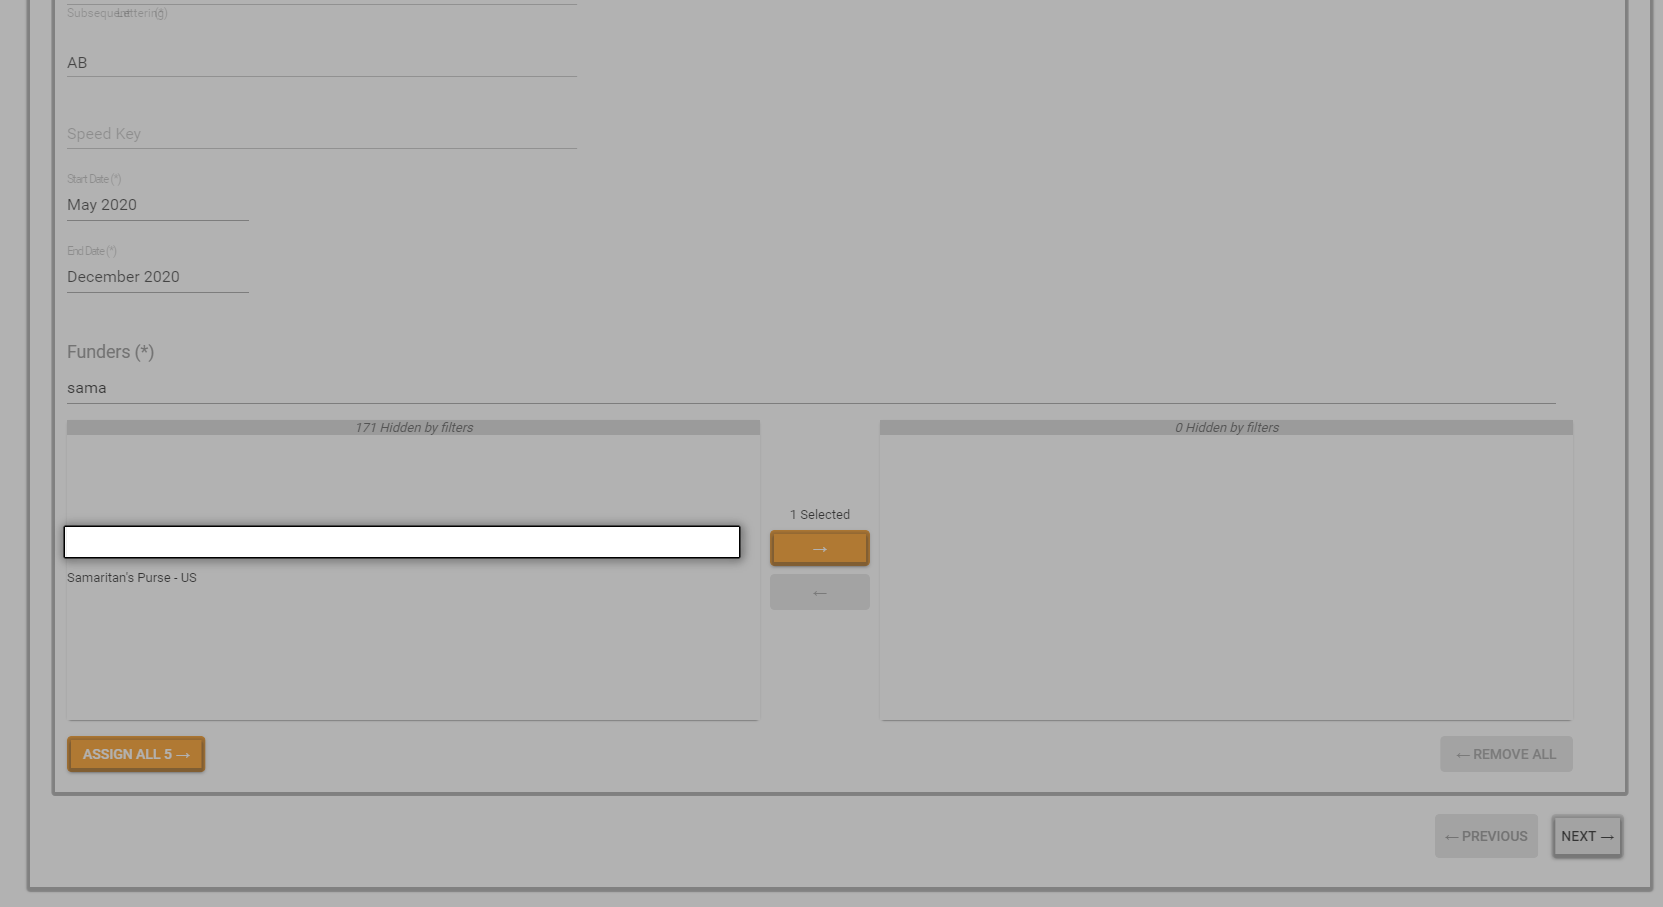 Subsequent Lettering (*)
AB
Speed Key
Start Date (*)
May 2020
End Date (*)
December 2020
Funders (*)
sama
171 Hidden by filters
0 Hidden by filters
1 Selected
→
←
Samaritan's Purse - US
ASSIGN ALL 5 →
← REMOVE ALL
← PREVIOUS
NEXT →